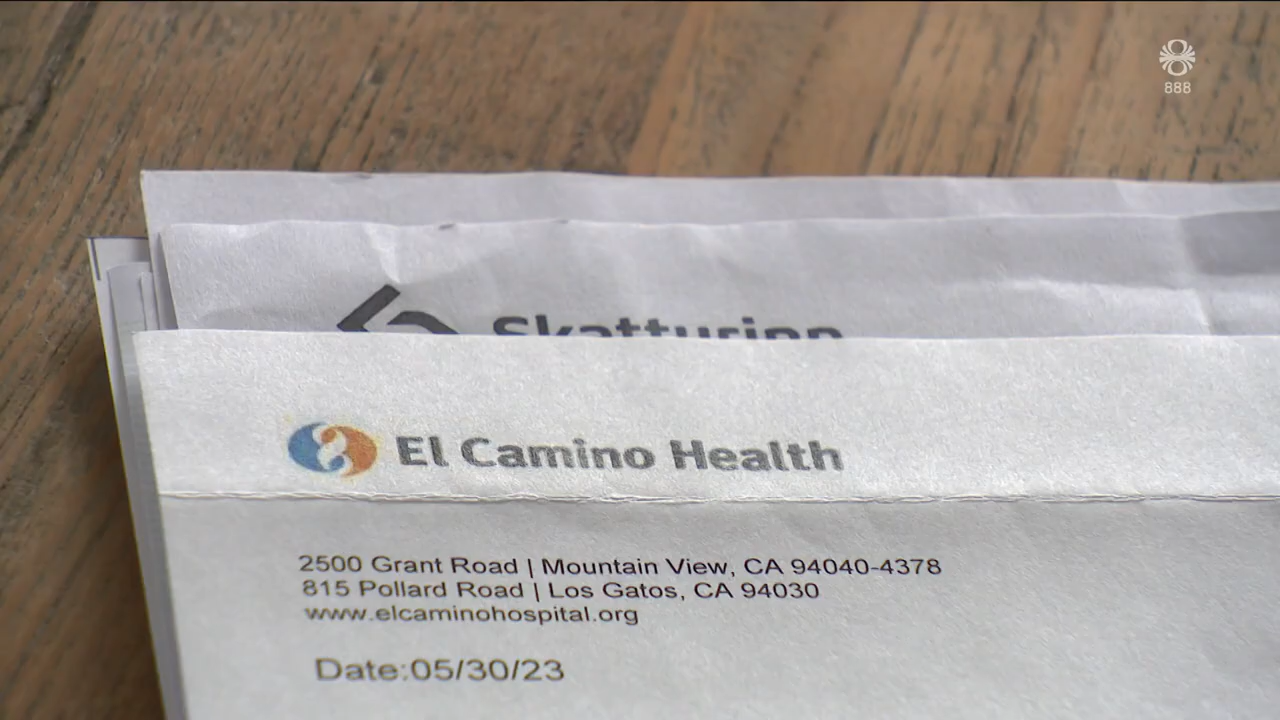 888
Skatturinn
El Camino Health
2500 Grant Road | Mountain View, CA 94040-4378
815 Pollard Road | Los Gatos, CA 94030
www.elcaminohospital.org
Date:05/30/23